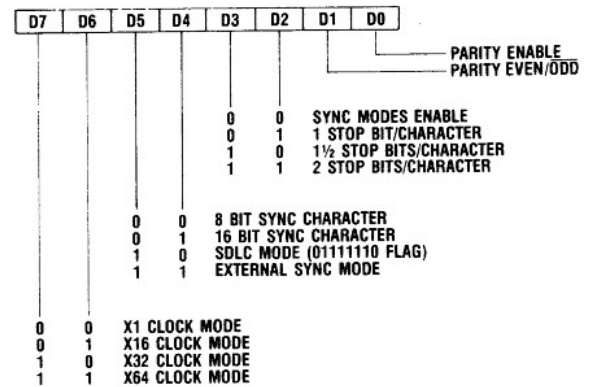 D7 D6 D5 D4 D3 D2 D1 D0
PARITY ENABLE
PARITY EVEN/ODD
0 0 SYNC MODES ENABLE
0 1 1 STOP BIT/CHARACTER
1 0 1½ STOP BITS/CHARACTER
1 1 2 STOP BITS/CHARACTER
0 0 8 BIT SYNC CHARACTER
0 1 16 BIT SYNC CHARACTER
1 0 SDLC MODE (01111110 FLAG)
1 1 EXTERNAL SYNC MODE
0 0 X1 CLOCK MODE
0 1 X16 CLOCK MODE
1 0 X32 CLOCK MODE
1 1 X64 CLOCK MODE